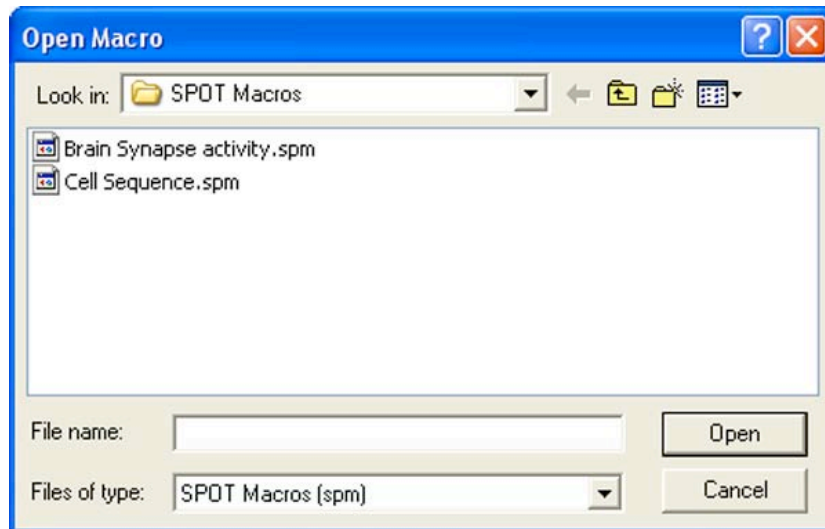 Open Macro
Look in: SPOT Macros
Brain Synapse activity.spm
Cell Sequence.spm
File name: Open
Files of type: SPOT Macros (spm) Cancel